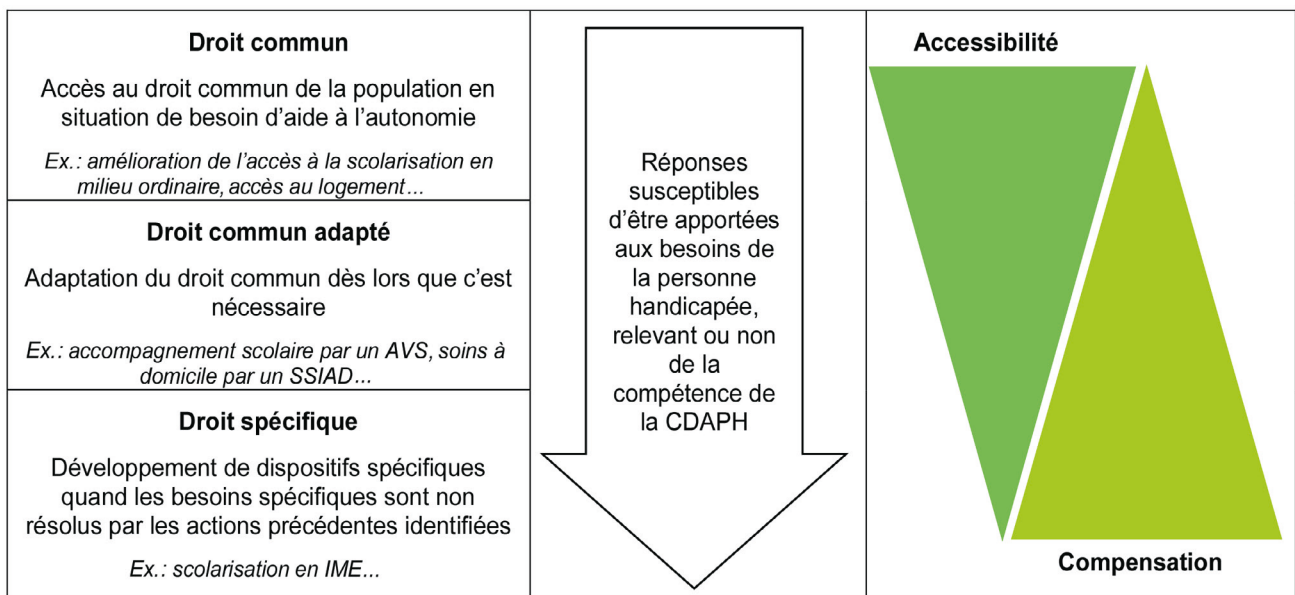 Droit commun
Accès au droit commun de la population en
situation de besoin d’aide à l’autonomie
Ex.: amélioration de l’accès à la scolarisation en
milieu ordinaire, accès au logement…
Droit commun adapté
Adaptation du droit commun dès lors que c’est
nécessaire
Ex.: accompagnement scolaire par un AVS, soins à
domicile par un SSIAD…
Droit spécifique
Développement de dispositifs spécifiques
quand les besoins spécifiques sont non
résolus par les actions précédentes identifiées
Ex.: scolarisation en IME...
Réponses
susceptibles
d’être apportées
aux besoins de
la personne
handicapée,
relevant ou non
de la
compétence de
la CDAPH
Accessibilité
Compensation